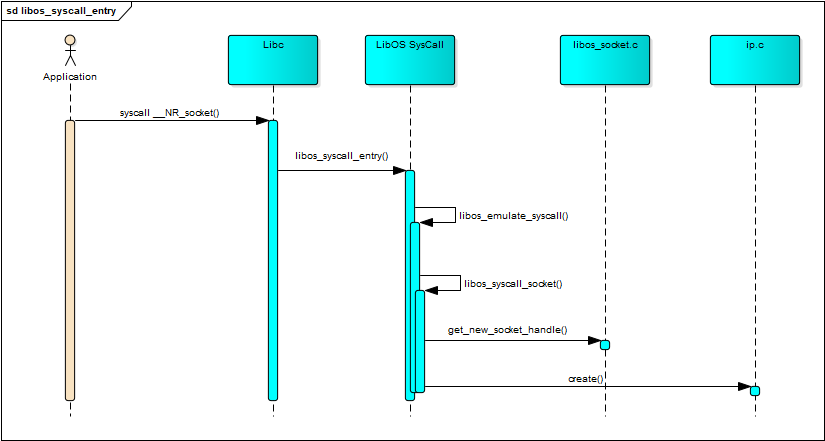 sd libos_syscall_entry
Libc
LibOS SysCall
libos_socket.c
ip.c
Application
syscall __NR_socket()
libos_syscall_entry()
libos_emulate_syscall()
libos_syscall_socket()
get_new_socket_handle()
create()